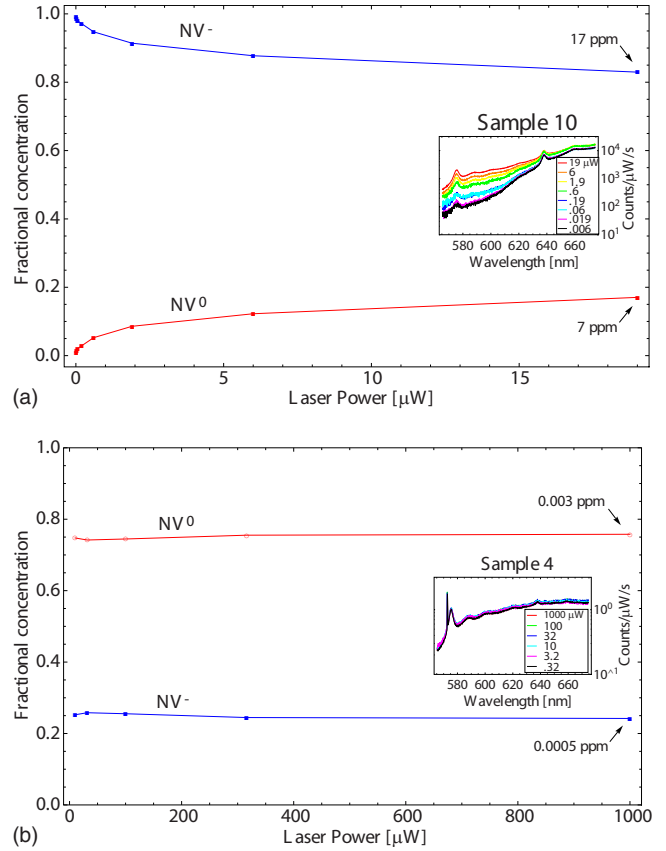 1.0
0.8
0.6
0.4
0.2
0.0
Fractional concentration
NV -
17 ppm
Sample 10
19 µW
6
1.9
.6
.19
.06
.019
.006
10^4
10^3
10^2
10^1
Counts/µW/s
580 600 620 640 660
Wavelength [nm]
NV0
7 ppm
0 5 10 15
(a)
Laser Power [µW]
1.0
0.8
0.6
0.4
0.2
0.0
Fractional concentration
NV0
0.003 ppm
Sample 4
1000 µW
100
32
10
3.2
.32
10^0
10^1
Counts/µW/s
580 600 620 640 660
Wavelength [nm]
NV-
0.0005 ppm
0 200 400 600 800 1000
(b)
Laser Power [µW]